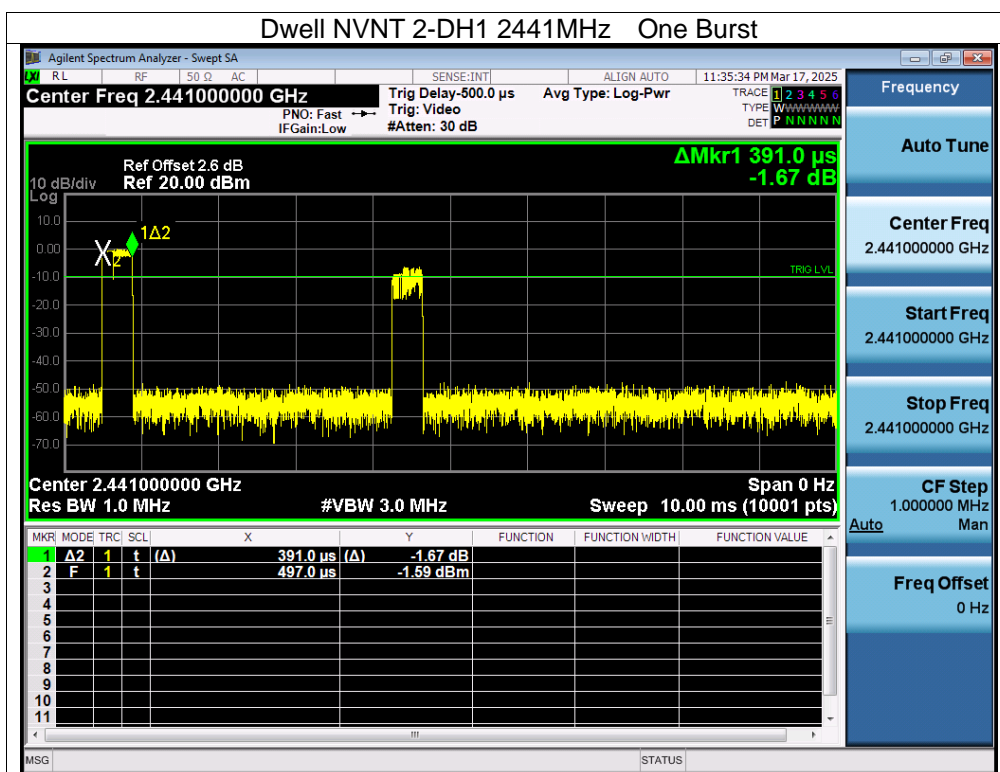 Dwell NVNT 2-DH1 2441MHz One Burst
Agilent Spectrum Analyzer - Swept SA
LXI RL RF 50 Ω AC SENSE:INT ALIGN AUTO 11:35:34 PM Mar 17, 2025
Center Freq 2.441000000 GHz
PNO: Fast
IFGain:Low
Trig Delay-500.0 µs
Trig: Video
#Atten: 30 dB
Avg Type: Log-Pwr
TRACE 1 2 3 4 5 6
TYPE WWWWWWW
DET P N N N N N
Frequency
Auto Tune
Center Freq
2.441000000 GHz
Start Freq
2.441000000 GHz
Stop Freq
2.441000000 GHz
CF Step
1.000000 MHz
Auto Man
Freq Offset
0 Hz
ΔMkr1 391.0 µs
-1.67 dB
Ref Offset 2.6 dB
10 dB/div Ref 20.00 dBm
Log
10.0
0.00
-10.0
-20.0
-30.0
-40.0
-50.0
-60.0
-70.0
1Δ2
2
TRIG LVL
Center 2.441000000 GHz Span 0 Hz
Res BW 1.0 MHz #VBW 3.0 MHz Sweep 10.00 ms (10001 pts)
MKR MODE TRC SCL X Y FUNCTION FUNCTION WIDTH FUNCTION VALUE
1 Δ2 1 t (Δ) 391.0 µs (Δ) -1.67 dB
2 F 1 t 497.0 µs -1.59 dBm
3
4
5
6
7
8
9
10
11
MSG STATUS